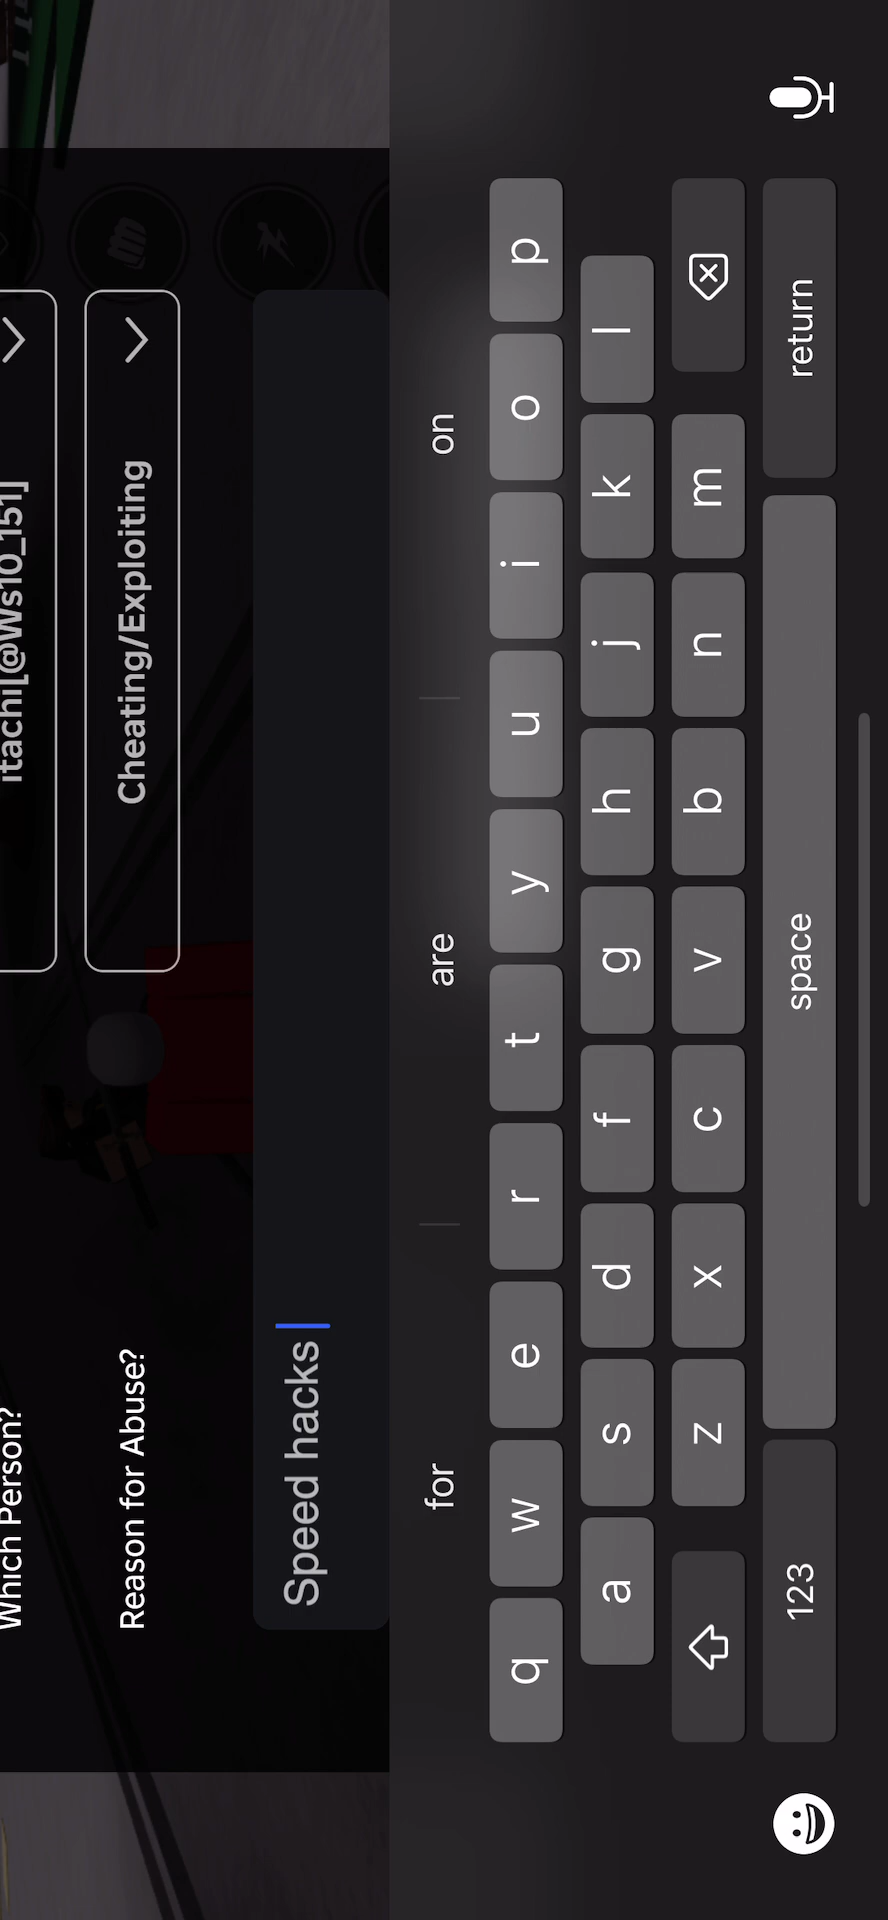 Which Person?
itachi[@Ws10_151]
Reason for Abuse?
Cheating/Exploiting
Speed hacks
for are on
q w e r t y u i o p
a s d f g h j k l
z x c v b n m
123 space return